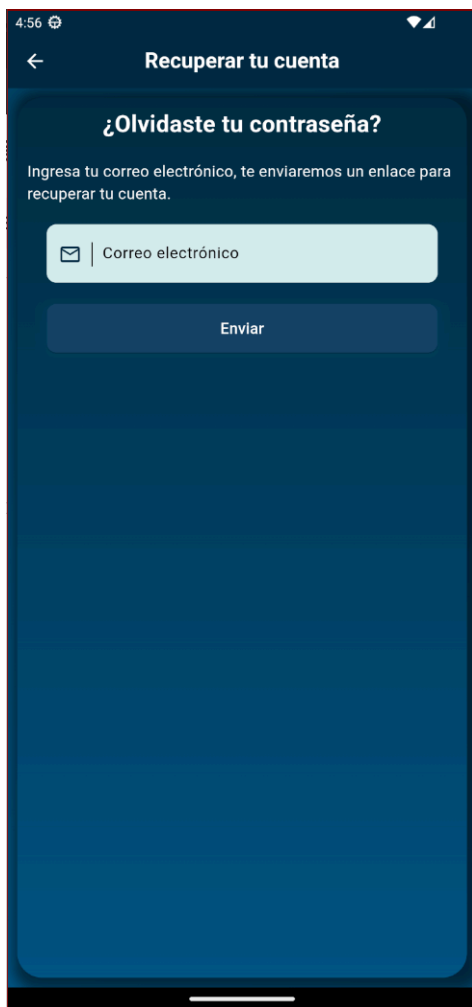 4:56
Recuperar tu cuenta
¿Olvidaste tu contraseña?
Ingresa tu correo electrónico, te enviaremos un enlace para
recuperar tu cuenta.
Correo electrónico
Enviar